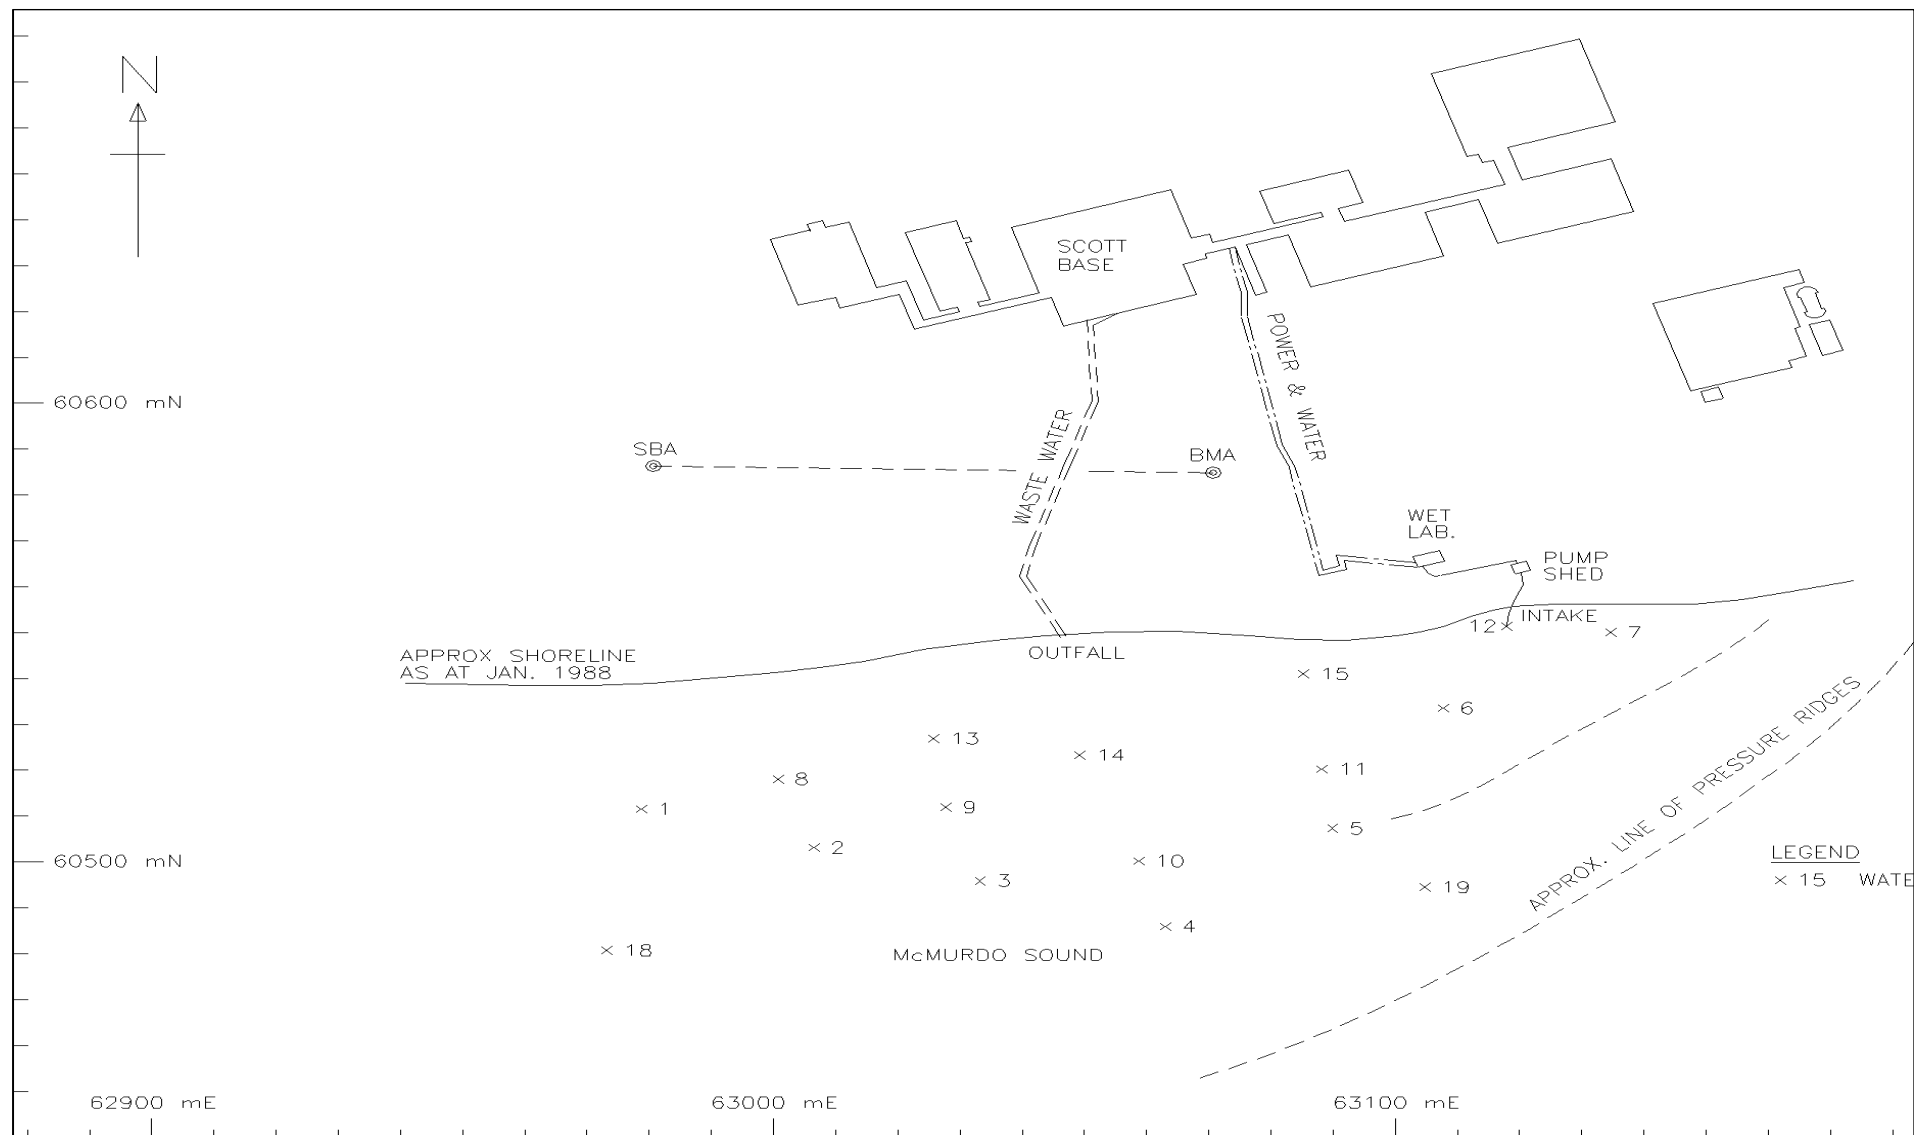 N
SCOTT
BASE
POWER & WATER
60600 mN
WASTE WATER
SBA
BMA
WET
LAB.
PUMP
SHED
INTAKE
12
7
APPROX SHORELINE
AS AT JAN. 1988
OUTFALL
15
6
APPROX. LINE OF PRESSURE RIDGES
13
14
11
8
1
9
5
2
60500 mN
10
3
19
LEGEND
15 WATE
4
18
McMURDO SOUND
62900 mE
63000 mE
63100 mE